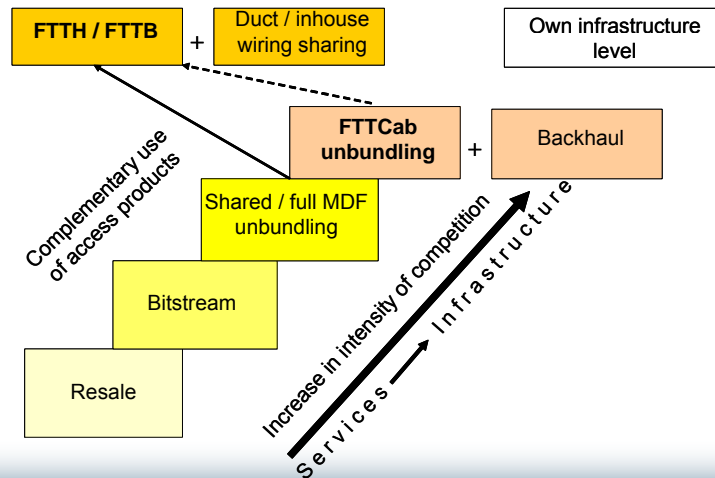 FTTH / FTTB
+
Duct / inhouse
wiring sharing
Own infrastructure
level
FTTCab
unbundling
+
Backhaul
Complementary use
of access products
Shared / full MDF
unbundling
Bitstream
Resale
Increase in intensity of competition
Services Infrastructure